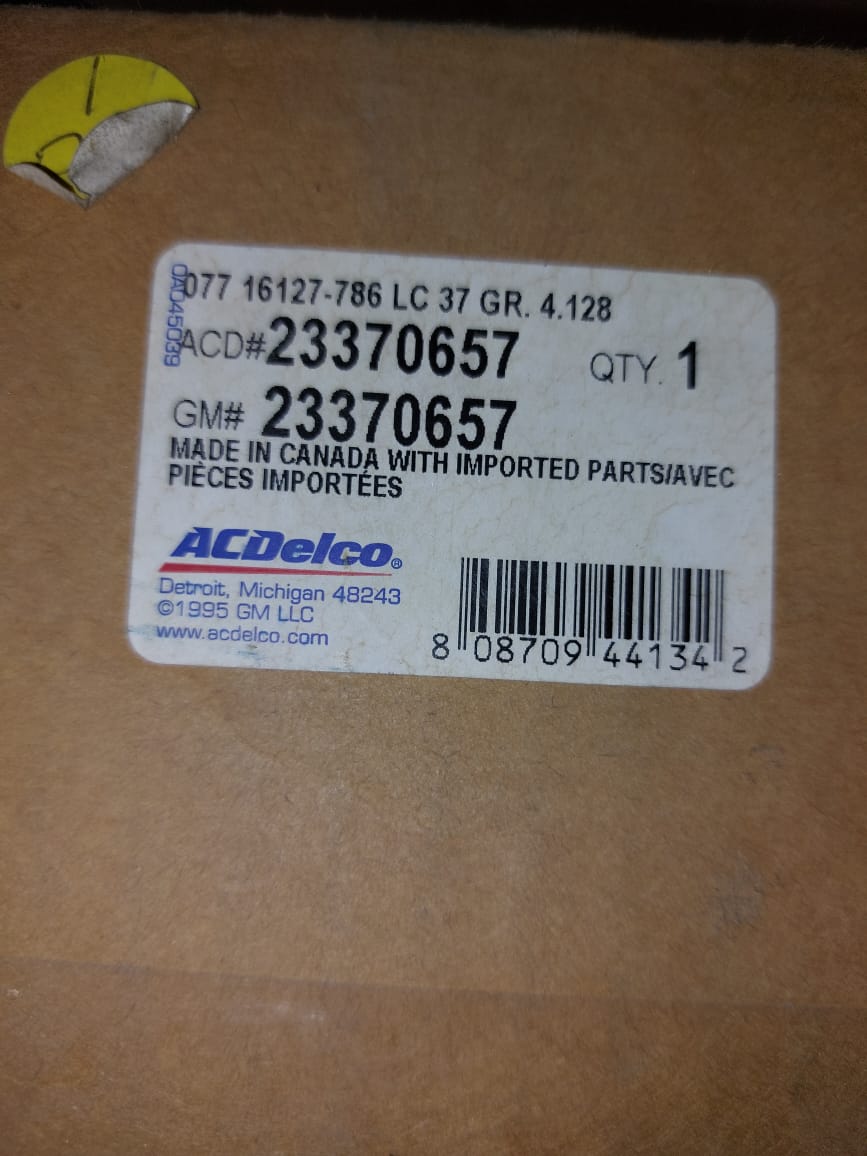 077 16127-786 LC 37 GR. 4.128
0A045039
ACD# 23370657 QTY. 1
GM# 23370657
MADE IN CANADA WITH IMPORTED PARTS/AVEC
PIÈCES IMPORTÉES
ACDelco®
Detroit, Michigan 48243
©1995 GM LLC
www.acdelco.com
8 08709 44134 2